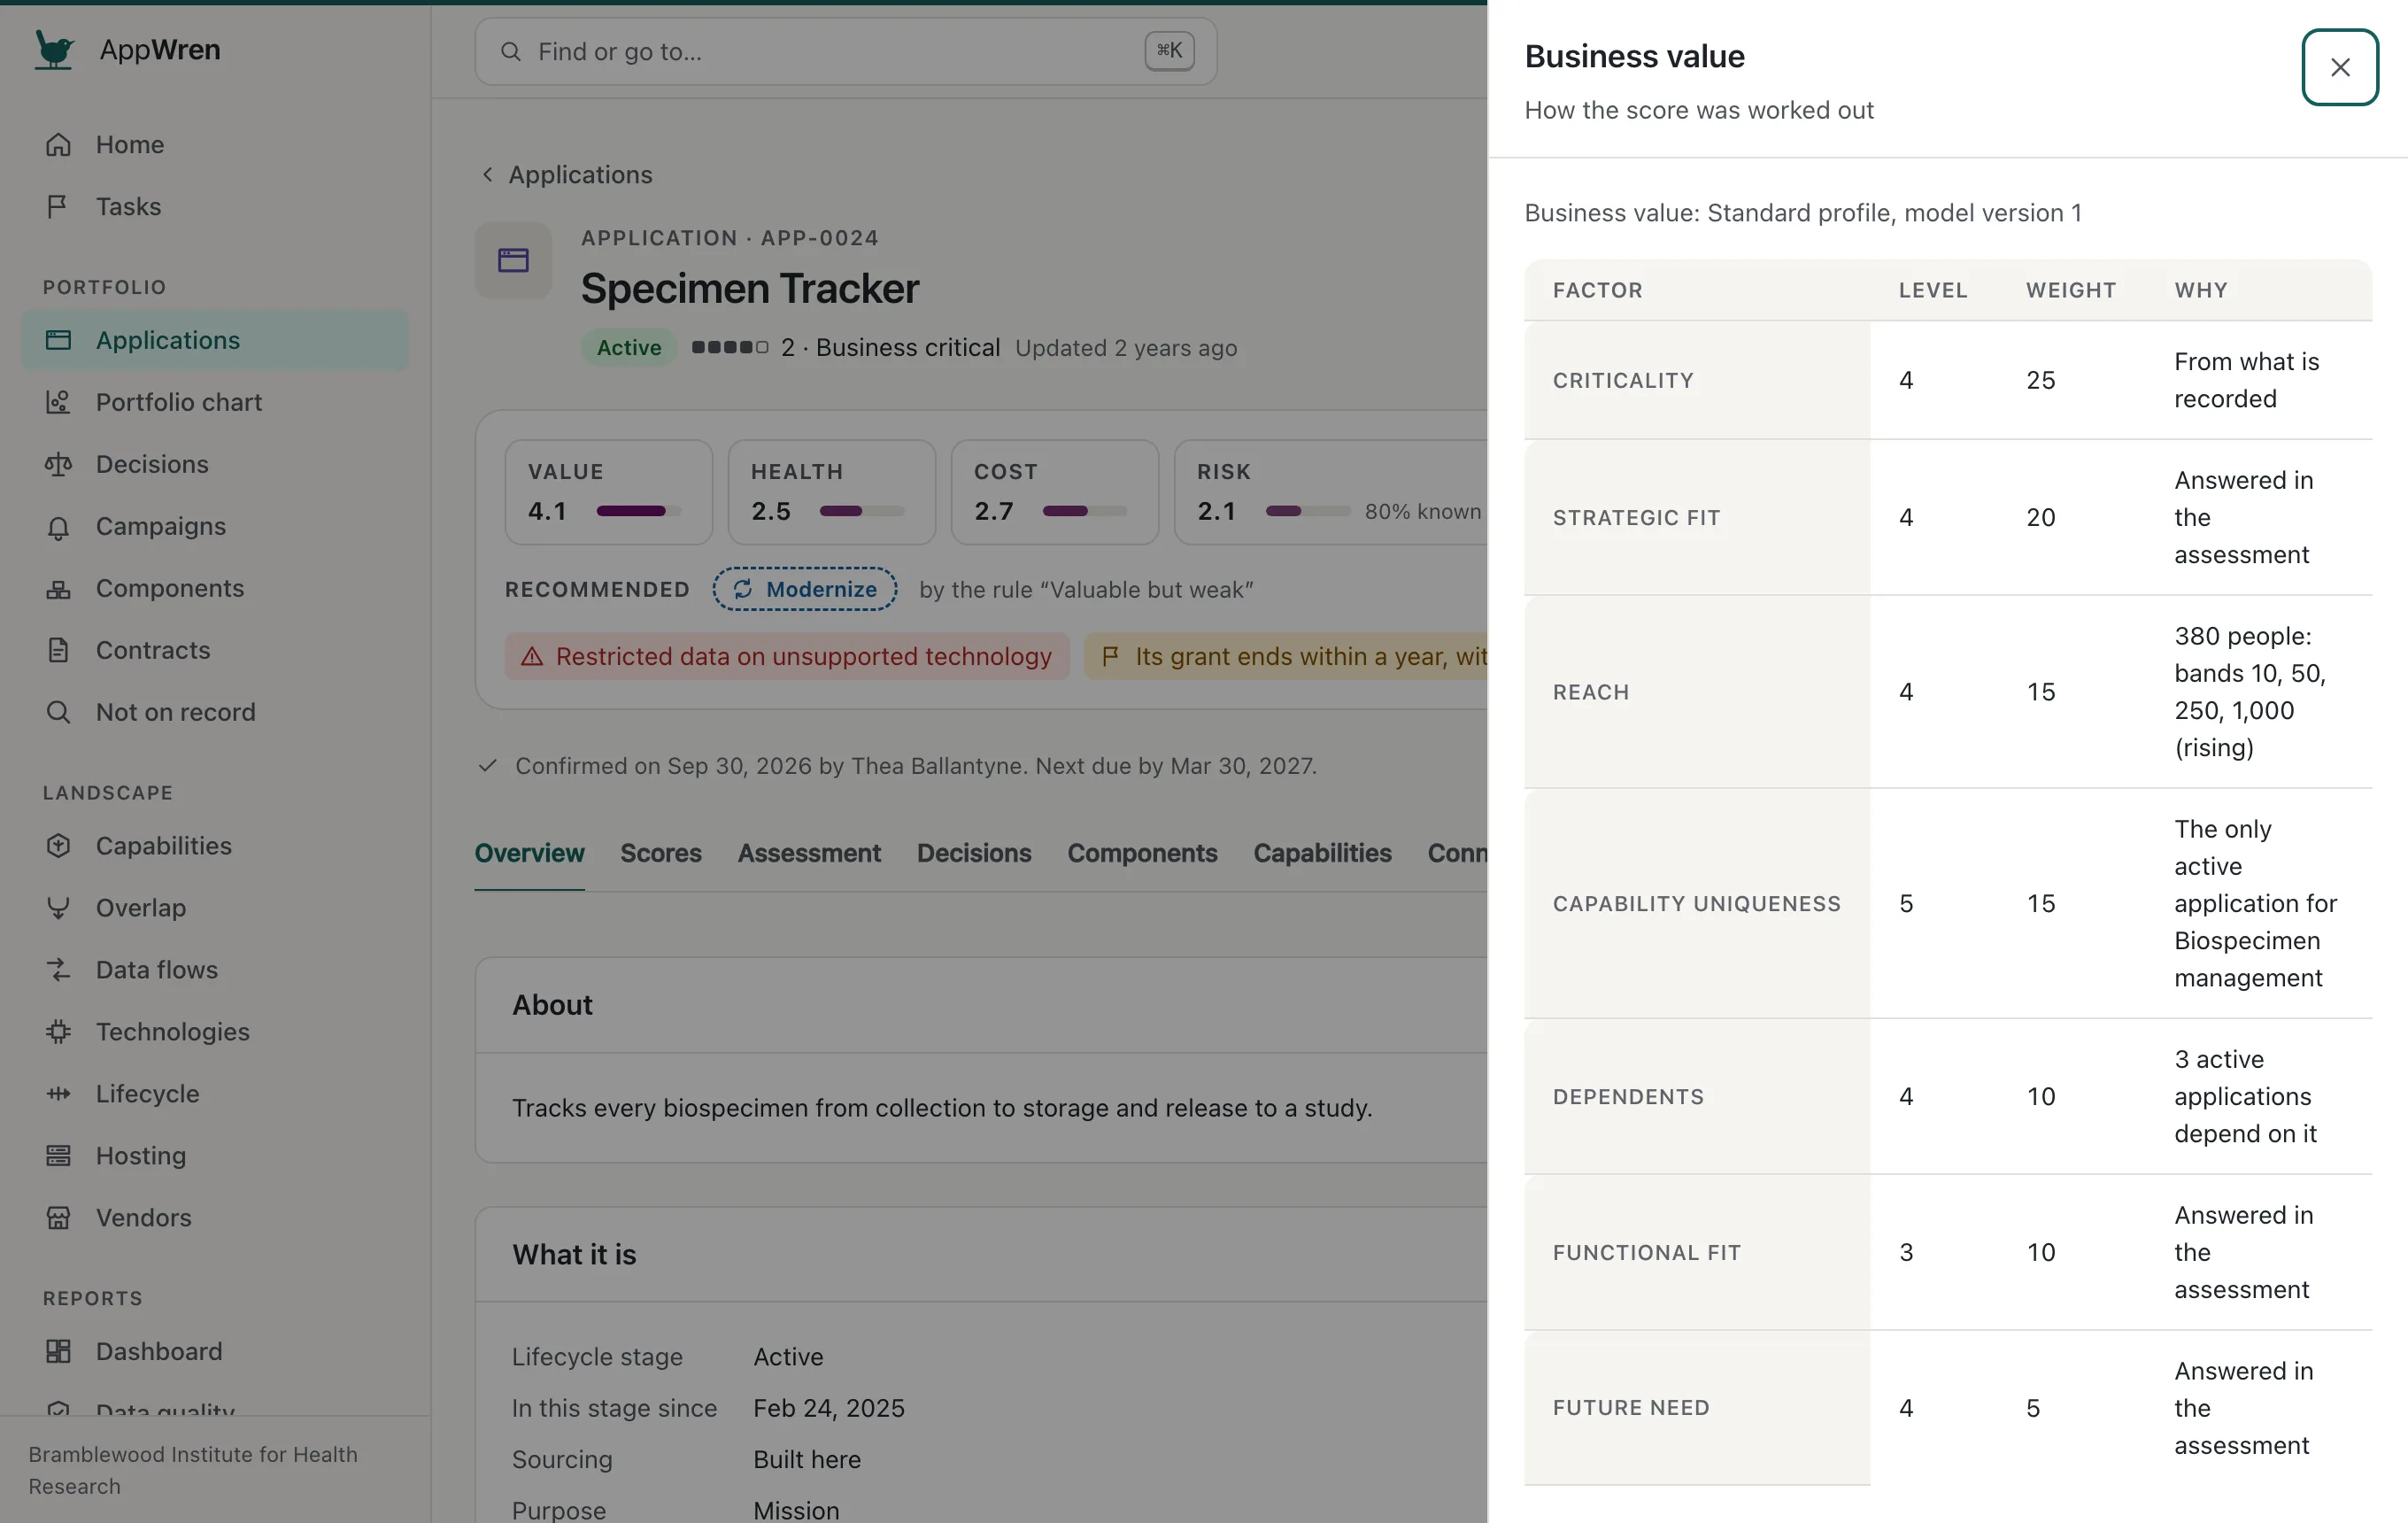 AppWren
Find or go to...
⌘K
Home
Tasks
PORTFOLIO
Applications
Portfolio chart
Decisions
Campaigns
Components
Contracts
Not on record
LANDSCAPE
Capabilities
Overlap
Data flows
Technologies
Lifecycle
Hosting
Vendors
REPORTS
Dashboard
Data quality
Bramblewood Institute for Health
Research
Applications
APPLICATION · APP-0024
Specimen Tracker
Active 2 · Business critical Updated 2 years ago
VALUE HEALTH COST RISK
4.1 2.5 2.7 2.1 80% known
RECOMMENDED Modernize by the rule “Valuable but weak”
Restricted data on unsupported technology Its grant ends within a year,
Confirmed on Sep 30, 2026 by Thea Ballantyne. Next due by Mar 30, 2027.
Overview Scores Assessment Decisions Components Capabilities Conn
About
Tracks every biospecimen from collection to storage and release to a study.
What it is
Lifecycle stage Active
In this stage since Feb 24, 2025
Sourcing Built here
Purpose Mission
Business value
How the score was worked out
Business value: Standard profile, model version 1
FACTOR LEVEL WEIGHT WHY
CRITICALITY 4 25 From what is
recorded
STRATEGIC FIT 4 20 Answered in
the
assessment
REACH 4 15 380 people:
bands 10, 50,
250, 1,000
(rising)
CAPABILITY UNIQUENESS 5 15 The only
active
application for
Biospecimen
management
DEPENDENTS 4 10 3 active
applications
depend on it
FUNCTIONAL FIT 3 10 Answered in
the
assessment
FUTURE NEED 4 5 Answered in
the
assessment